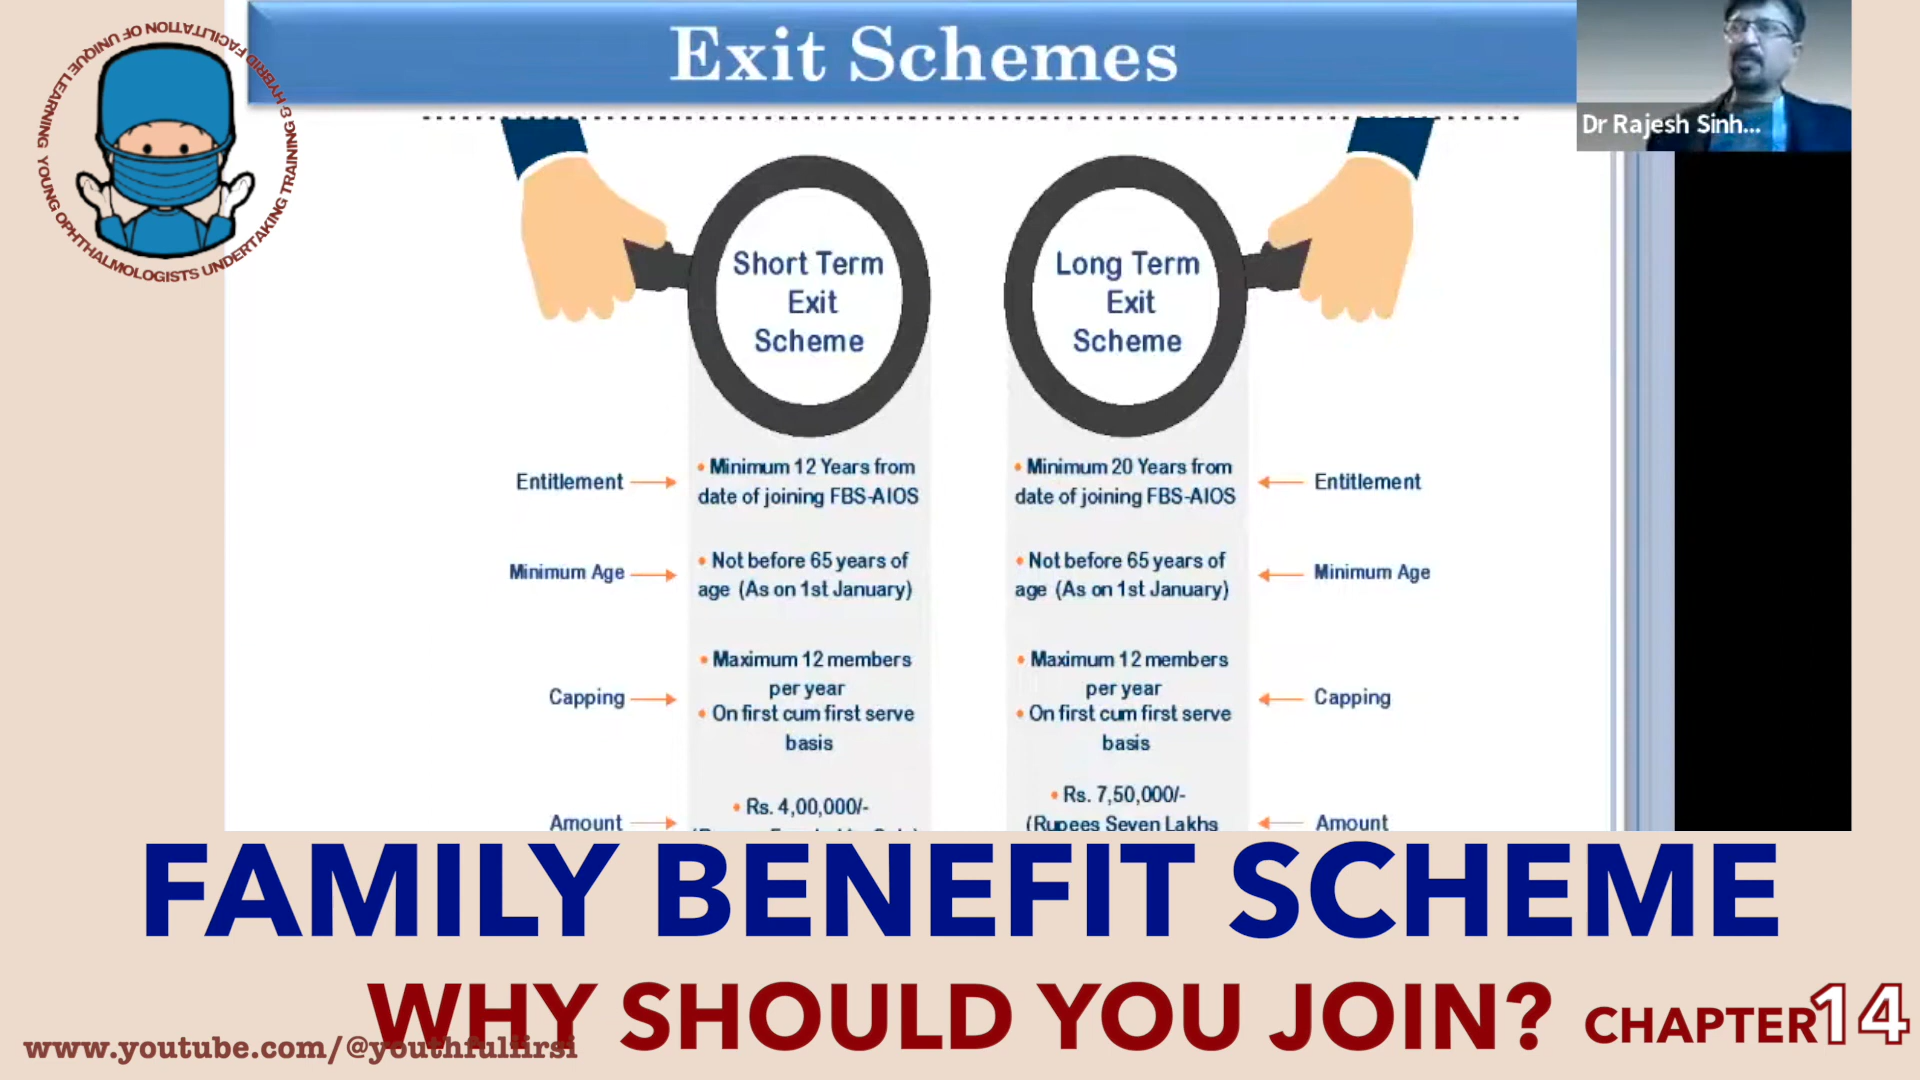 YOUNG OPHTHALMOLOGISTS UNDERTAKING TRAINING & HYBRID FACILITATION OF UNIQUE LEARNING
Exit Schemes
Dr Rajesh Sinh...
Short Term
Exit
Scheme
Long Term
Exit
Scheme
Entitlement
• Minimum 12 Years from
date of joining FBS-AIOS
• Minimum 20 Years from
date of joining FBS-AIOS
Entitlement
Minimum Age
• Not before 65 years of
age (As on 1st January)
• Not before 65 years of
age (As on 1st January)
Minimum Age
Capping
• Maximum 12 members
per year
• On first cum first serve
basis
• Maximum 12 members
per year
• On first cum first serve
basis
Capping
Amount
• Rs. 4,00,000/-
• Rs. 7,50,000/-
(Rupees Seven Lakhs
Amount
FAMILY BENEFIT SCHEME
WHY SHOULD YOU JOIN?
CHAPTER 14
www.youtube.com/@youthfulfirsi